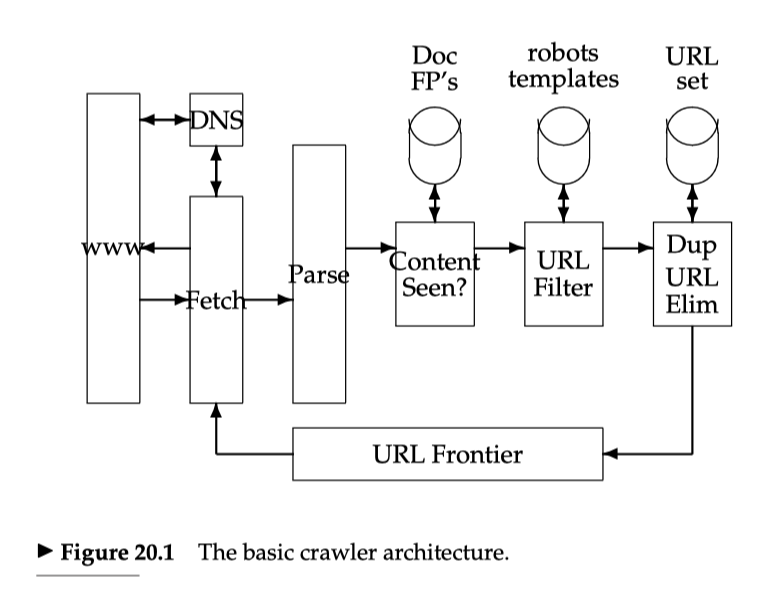 Doc
FP's
robots
templates
URL
set
DNS
www
Fetch
Parse
Content
Seen?
URL
Filter
Dup
URL
Elim
URL Frontier
► Figure 20.1 The basic crawler architecture.